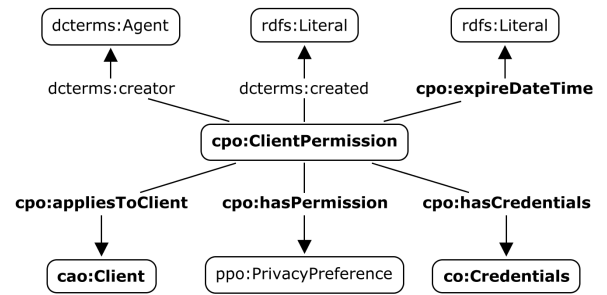 dcterms:Agent rdfs:Literal rdfs:Literal
dcterms:creator dcterms:created cpo:expireDateTime
cpo:ClientPermission
cpo:appliesToClient cpo:hasPermission cpo:hasCredentials
cao:Client ppo:PrivacyPreference co:Credentials